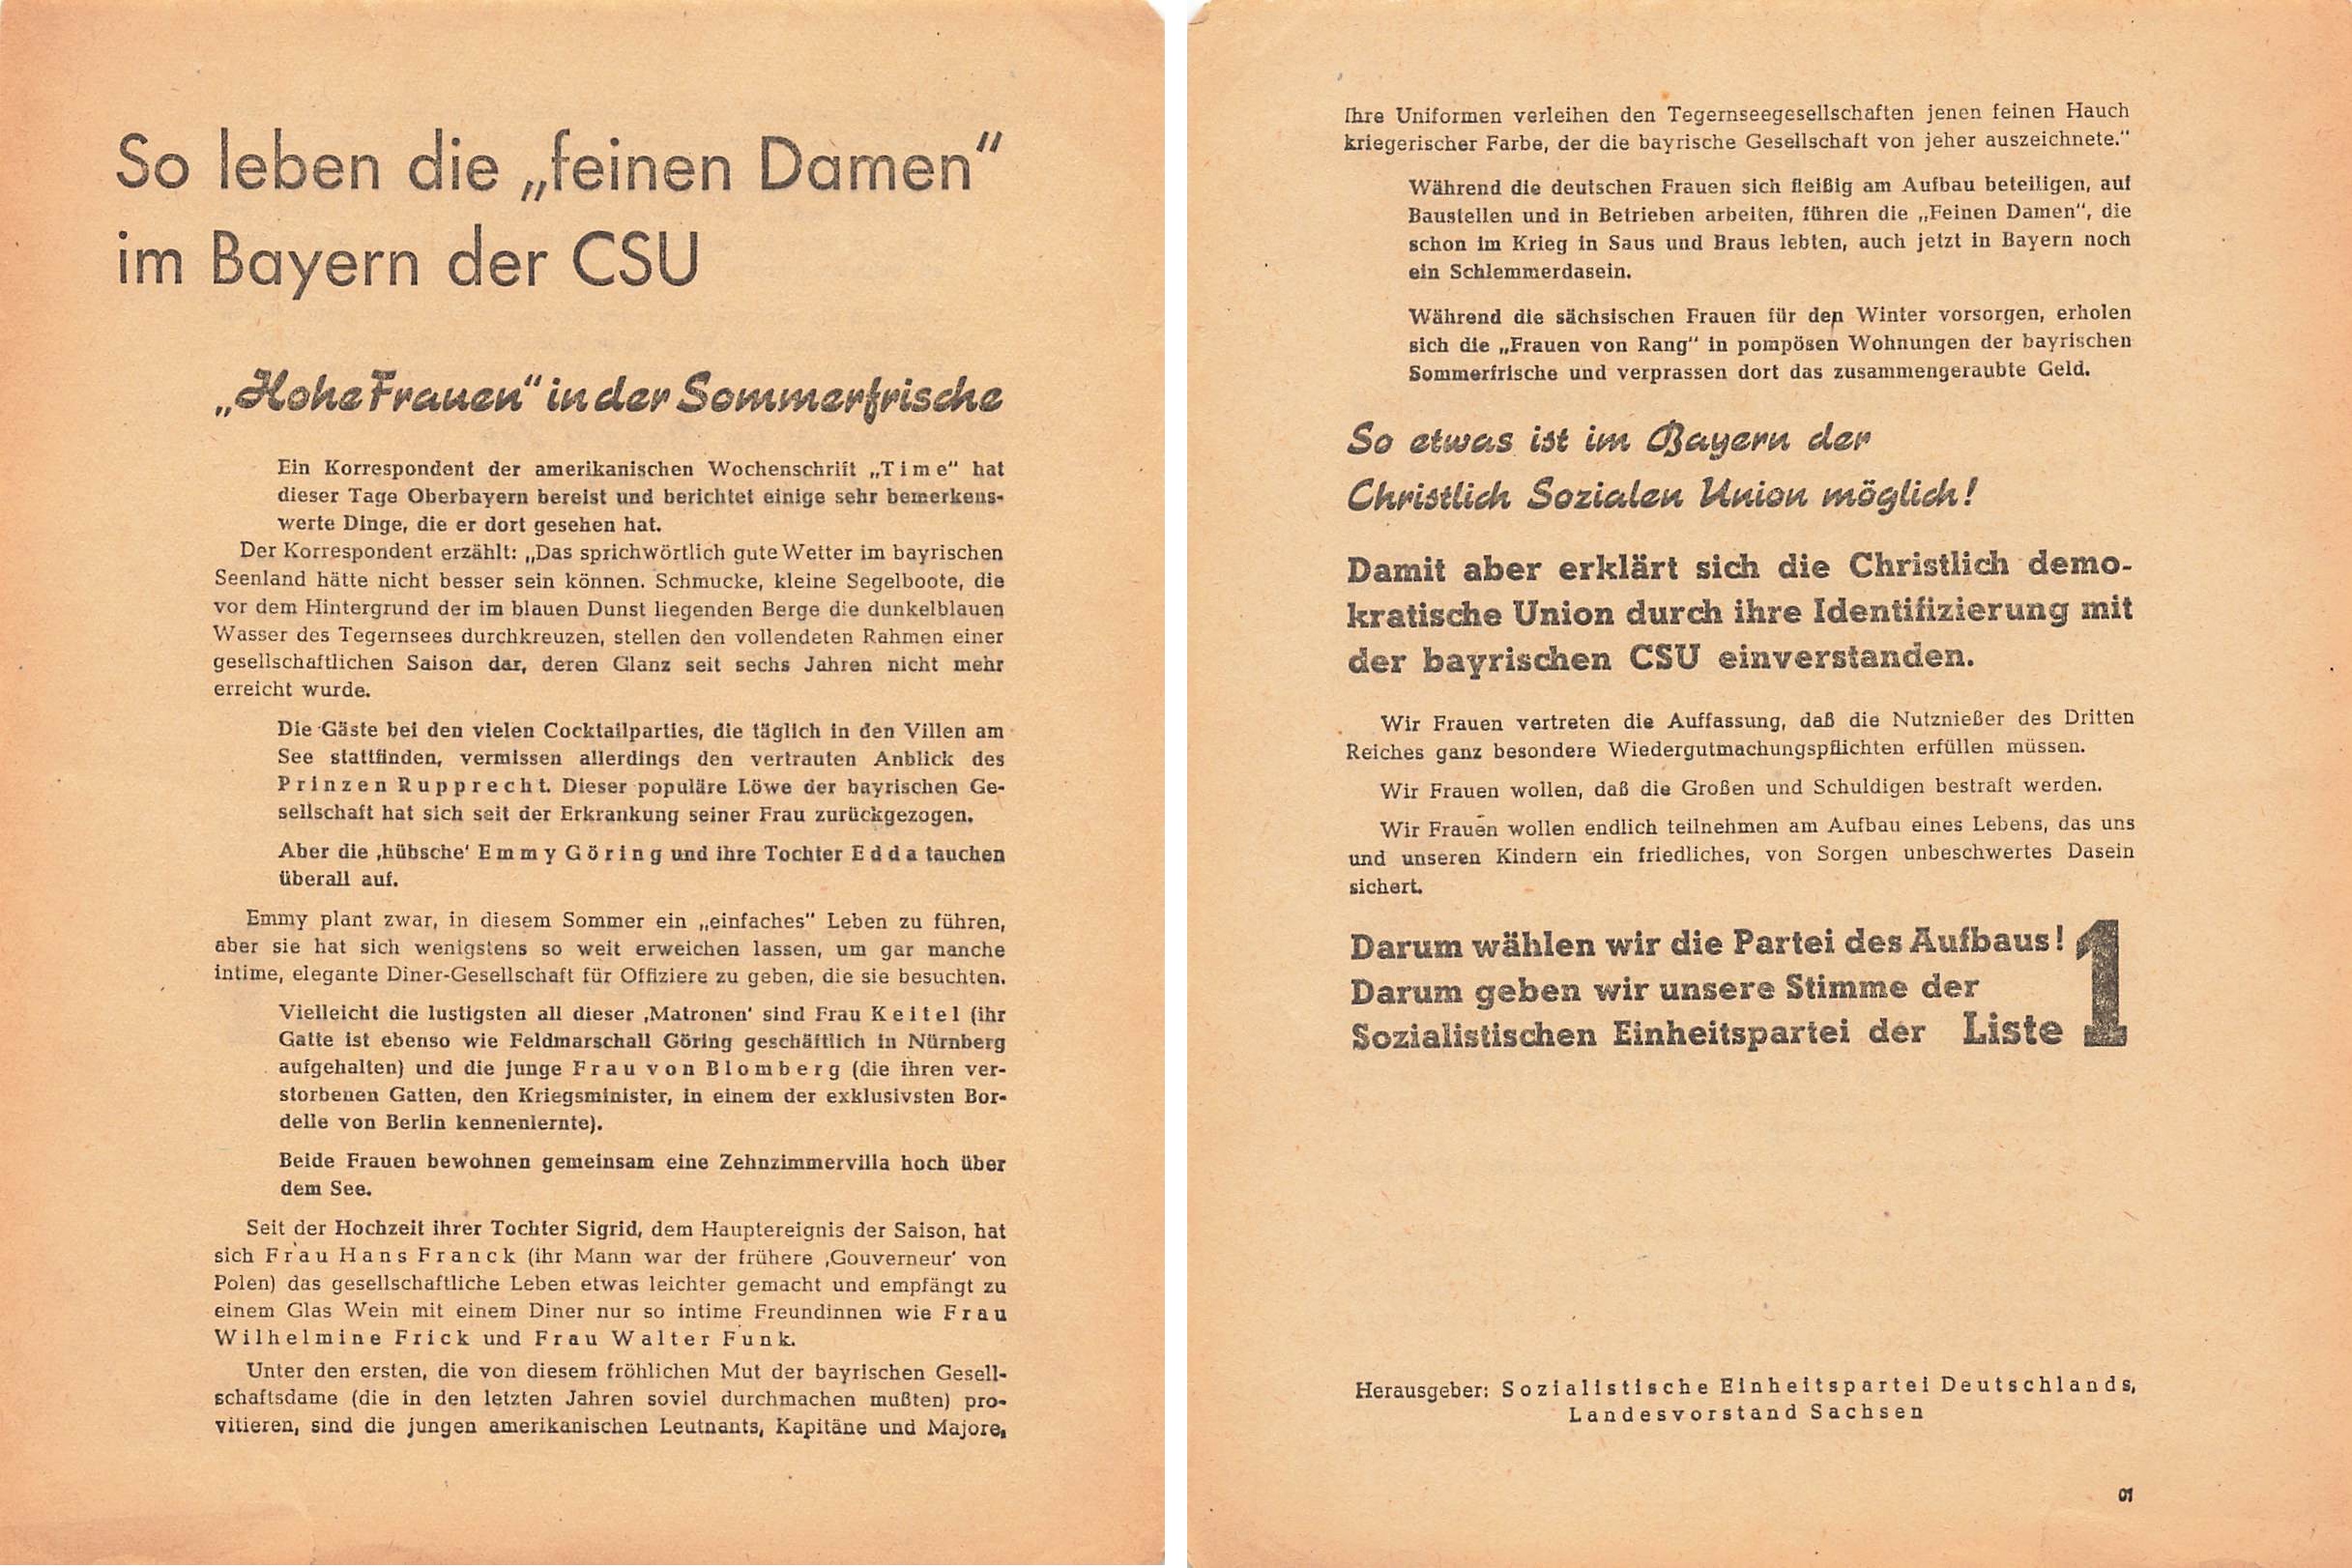 So leben die „feinen Damen“
im Bayern der CSU
„Hohe Frauen“ in der Sommerfrische
Ein Korrespondent der amerikanischen Wochenschrift „Time“ hat
dieser Tage Oberbayern bereist und berichtet einige sehr bemerkens-
werte Dinge, die er dort gesehen hat.
Der Korrespondent erzählt: „Das sprichwörtlich gute Wetter im bayrischen
Seenland hätte nicht besser sein können. Schmucke, kleine Segelboote, die
vor dem Hintergrund der im blauen Dunst liegenden Berge die dunkelblauen
Wasser des Tegernsees durchkreuzen, stellen den vollendeten Rahmen einer
gesellschaftlichen Saison dar, deren Glanz seit sechs Jahren nicht mehr
erreicht wurde.
Die Gäste bei den vielen Cocktailparties, die täglich in den Villen am
See stattfinden, vermissen allerdings den vertrauten Anblick des
Prinzen Rupprecht. Dieser populäre Löwe der bayrischen Ge-
sellschaft hat sich seit der Erkrankung seiner Frau zurückgezogen.
Aber die ‚hübsche‘ Emmy Göring und ihre Tochter Edda tauchen
überall auf.
Emmy plant zwar, in diesem Sommer ein „einfaches“ Leben zu führen,
aber sie hat sich wenigstens so weit erweichen lassen, um gar manche
intime, elegante Diner-Gesellschaft für Offiziere zu geben, die sie besuchten.
Vielleicht die lustigsten all dieser ‚Matronen‘ sind Frau Keitel (ihr
Gatte ist ebenso wie Feldmarschall Göring geschäftlich in Nürnberg
aufgehalten) und die junge Frau von Blomberg (die ihren ver-
storbenen Gatten, den Kriegsminister, in einem der exklusivsten Bor-
delle von Berlin kennenlernte).
Beide Frauen bewohnen gemeinsam eine Zehnzimmervilla hoch über
dem See.
Seit der Hochzeit ihrer Tochter Sigrid, dem Hauptereignis der Saison, hat
sich Frau Hans Franck (ihr Mann war der frühere ‚Gouverneur‘ von
Polen) das gesellschaftliche Leben etwas leichter gemacht und empfängt zu
einem Glas Wein mit einem Diner nur so intime Freundinnen wie Frau
Wilhelmine Frick und Frau Walter Funk.
Unter den ersten, die von diesem fröhlichen Mut der bayrischen Gesell-
schaftsdame (die in den letzten Jahren soviel durchmachen mußten) pro-
vitieren, sind die jungen amerikanischen Leutnants, Kapitäne und Majore,
Ihre Uniformen verleihen den Tegernseegesellschaften jenen feinen Hauch
kriegerischer Farbe, der die bayrische Gesellschaft von jeher auszeichnete.“
Während die deutschen Frauen sich fleißig am Aufbau beteiligen, auf
Baustellen und in Betrieben arbeiten, führen die „Feinen Damen“, die
schon im Krieg in Saus und Braus lebten, auch jetzt in Bayern noch
ein Schlemmerdasein.
Während die sächsischen Frauen für den Winter vorsorgen, erholen
sich die „Frauen von Rang“ in pompösen Wohnungen der bayrischen
Sommerfrische und verprassen dort das zusammengeraubte Geld.
So etwas ist im Bayern der
Christlich Sozialen Union möglich!
Damit aber erklärt sich die Christlich demo-
kratische Union durch ihre Identifizierung mit
der bayrischen CSU einverstanden.
Wir Frauen vertreten die Auffassung, daß die Nutznießer des Dritten
Reiches ganz besondere Wiedergutmachungspflichten erfüllen müssen.
Wir Frauen wollen, daß die Großen und Schuldigen bestraft werden.
Wir Frauen wollen endlich teilnehmen am Aufbau eines Lebens, das uns
und unseren Kindern ein friedliches, von Sorgen unbeschwertes Dasein
sichert.
Darum wählen wir die Partei des Aufbaus!
Darum geben wir unsere Stimme der
Sozialistischen Einheitspartei der Liste 1
Herausgeber: Sozialistische Einheitspartei Deutschlands,
Landesvorstand Sachsen
01